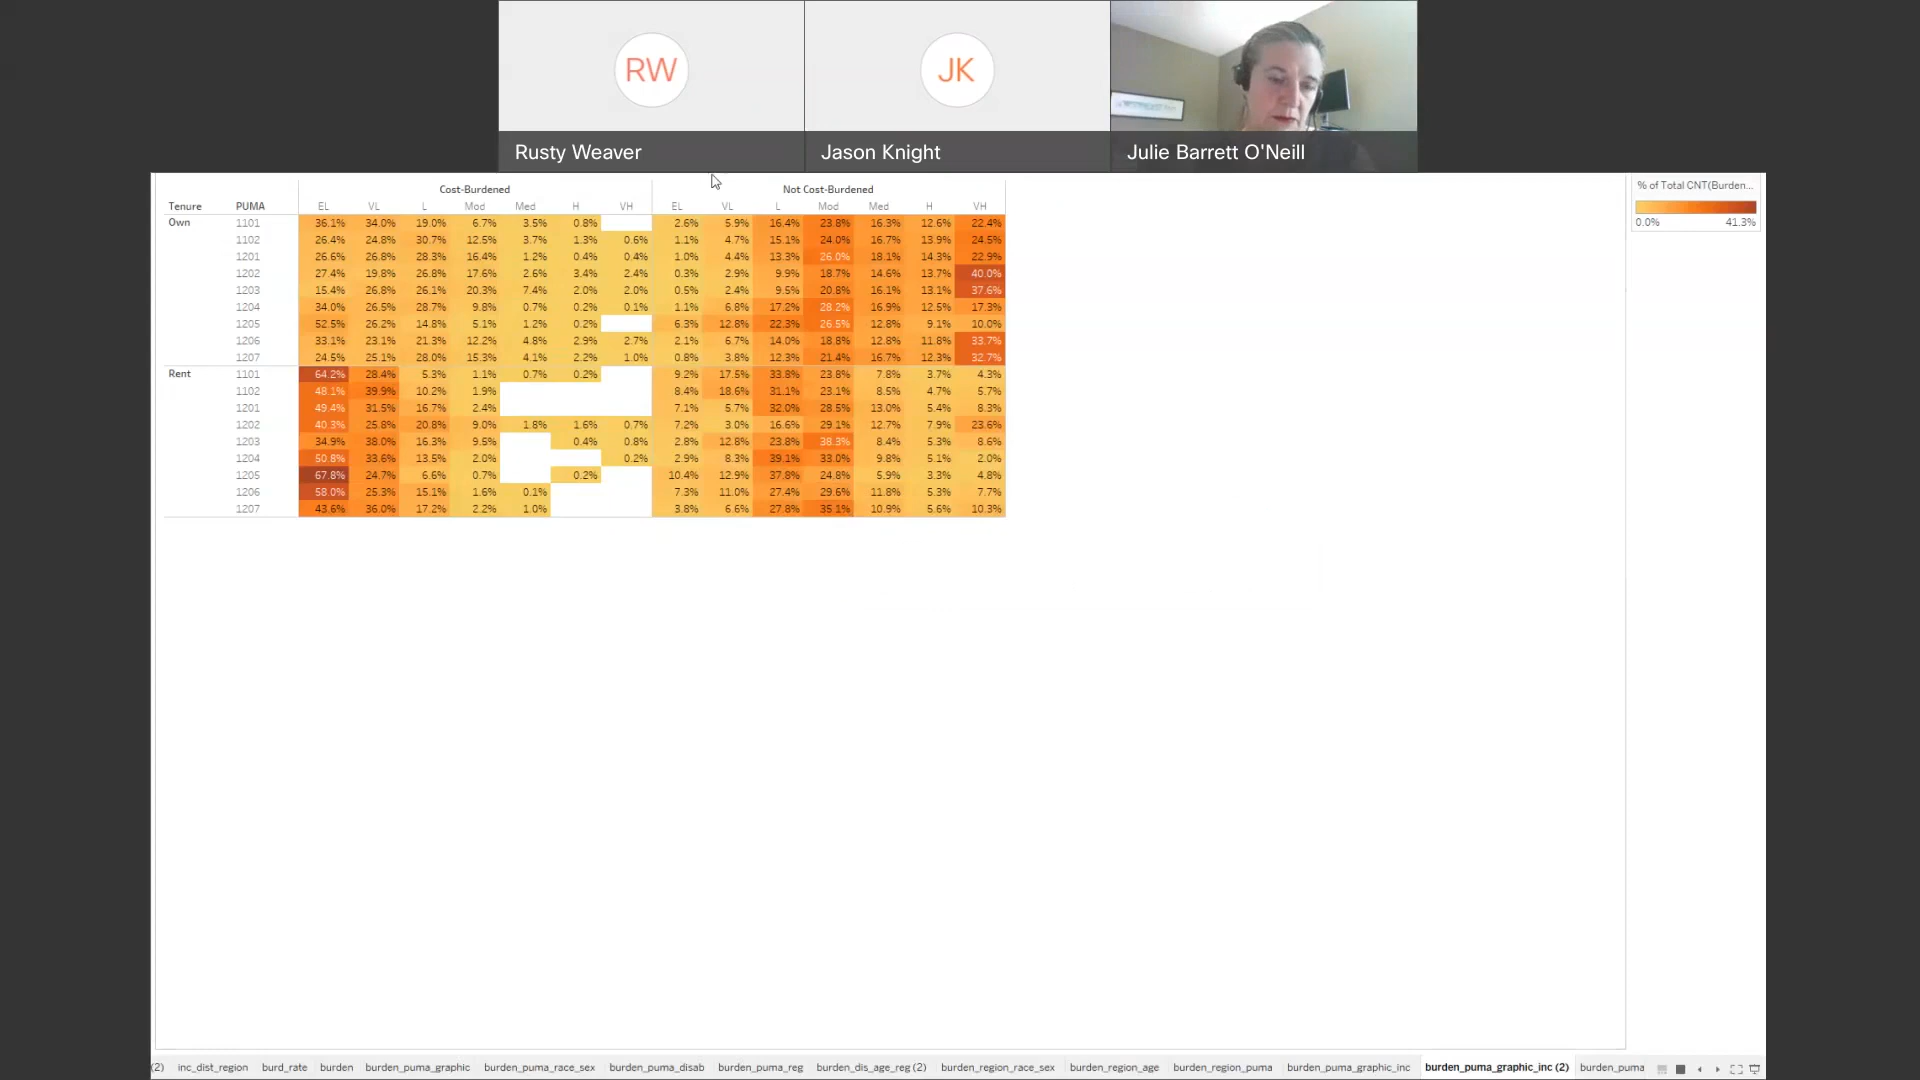 RW
JK
Rusty Weaver
Jason Knight
Julie Barrett O'Neill
Cost-Burdened Not Cost-Burdened
Tenure PUMA EL VL L Mod Med H VH EL VL L Mod Med H VH
Own 1101 36.1% 34.0% 19.0% 6.7% 3.5% 0.8% 2.6% 5.9% 16.4% 23.8% 16.3% 12.6% 22.4%
1102 26.4% 24.8% 30.7% 12.5% 3.7% 1.3% 0.6% 1.1% 4.7% 15.1% 24.0% 16.7% 13.9% 24.5%
1201 26.6% 26.8% 28.3% 16.4% 1.2% 0.4% 0.4% 1.0% 4.4% 13.3% 26.0% 18.1% 14.3% 22.9%
1202 27.4% 19.8% 26.8% 17.6% 2.6% 3.4% 2.4% 0.3% 2.9% 9.9% 18.7% 14.6% 13.7% 40.0%
1203 15.4% 26.8% 26.1% 20.3% 7.4% 2.0% 2.0% 0.5% 2.4% 9.5% 20.8% 16.1% 13.1% 37.6%
1204 34.0% 26.5% 28.7% 9.8% 0.7% 0.2% 0.1% 1.1% 6.8% 17.2% 28.2% 16.9% 12.5% 17.3%
1205 52.5% 26.2% 14.8% 5.1% 1.2% 0.2% 6.3% 12.8% 22.3% 26.5% 12.8% 9.1% 10.0%
1206 33.1% 23.1% 21.3% 12.2% 4.8% 2.9% 2.7% 2.1% 6.7% 14.0% 18.8% 12.8% 11.8% 33.7%
1207 24.5% 25.1% 28.0% 15.3% 4.1% 2.2% 1.0% 0.8% 3.8% 12.3% 21.4% 16.7% 12.3% 32.7%
Rent 1101 64.2% 28.4% 5.3% 1.1% 0.7% 0.2% 9.2% 17.5% 33.8% 23.8% 7.8% 3.7% 4.3%
1102 48.1% 39.9% 10.2% 1.9% 8.4% 18.6% 31.1% 23.1% 8.5% 4.7% 5.7%
1201 49.4% 31.5% 16.7% 2.4% 7.1% 5.7% 32.0% 28.5% 13.0% 5.4% 8.3%
1202 40.3% 25.8% 20.8% 9.0% 1.8% 1.6% 0.7% 7.2% 3.0% 16.6% 29.1% 12.7% 7.9% 23.6%
1203 34.9% 38.0% 16.3% 9.5% 0.4% 0.8% 2.8% 12.8% 23.8% 38.3% 8.4% 5.3% 8.6%
1204 50.8% 33.6% 13.5% 2.0% 0.2% 2.9% 8.3% 39.1% 33.0% 9.8% 5.1% 2.0%
1205 67.8% 24.7% 6.6% 0.7% 0.2% 10.4% 12.9% 37.8% 24.8% 5.9% 3.3% 4.8%
1206 58.0% 25.3% 15.1% 1.6% 0.1% 7.3% 11.0% 27.4% 29.6% 11.8% 5.3% 7.7%
1207 43.6% 36.0% 17.2% 2.2% 1.0% 3.8% 6.6% 27.8% 35.1% 10.9% 5.6% 10.3%
% of Total CNT(Burden...
0.0% 41.3%
(2) inc_dist_region burd_rate burden burden_puma_graphic burden_puma_race_sex burden_puma_disab burden_puma_reg burden_dis_age_reg (2) burden_region_race_sex burden_region_age burden_region_puma burden_puma_graphic_inc burden_puma_graphic_inc (2) burden_puma